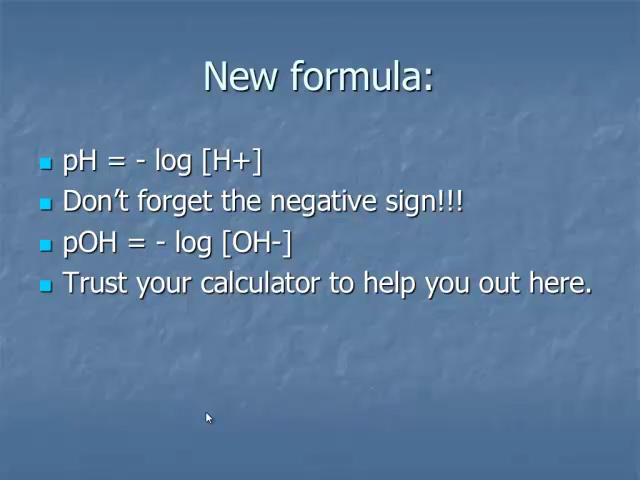 New formula:
pH = - log [H+]
Don't forget the negative sign!!!
pOH = - log [OH-]
Trust your calculator to help you out here.